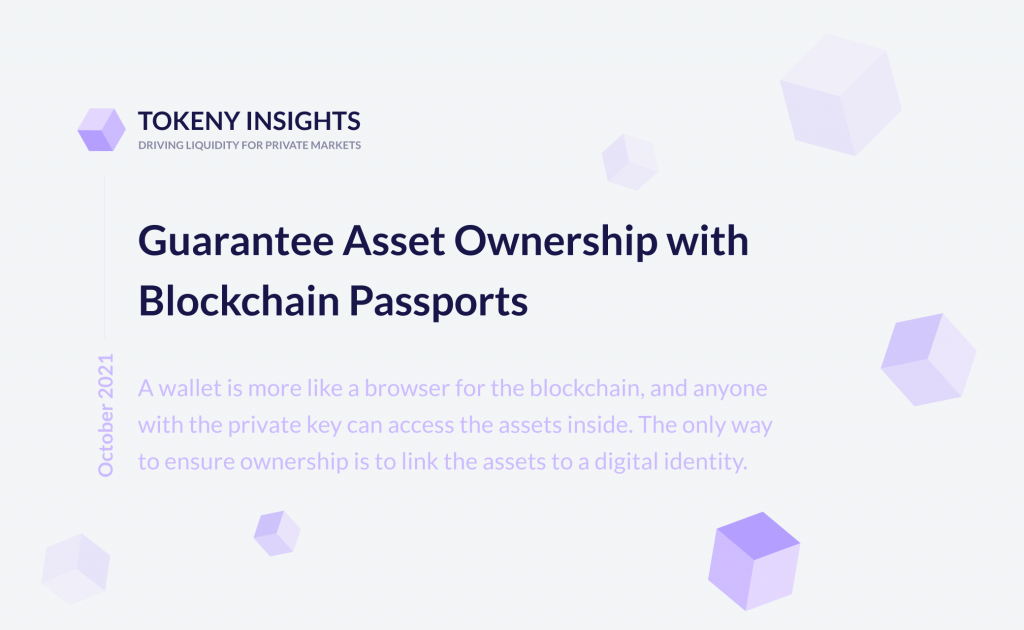 TOKENY INSIGHTS
DRIVING LIQUIDITY FOR PRIVATE MARKETS
Guarantee Asset Ownership with
Blockchain Passports
October 2021
A wallet is more like a browser for the blockchain, and anyone
with the private key can access the assets inside. The only way
to ensure ownership is to link the assets to a digital identity.